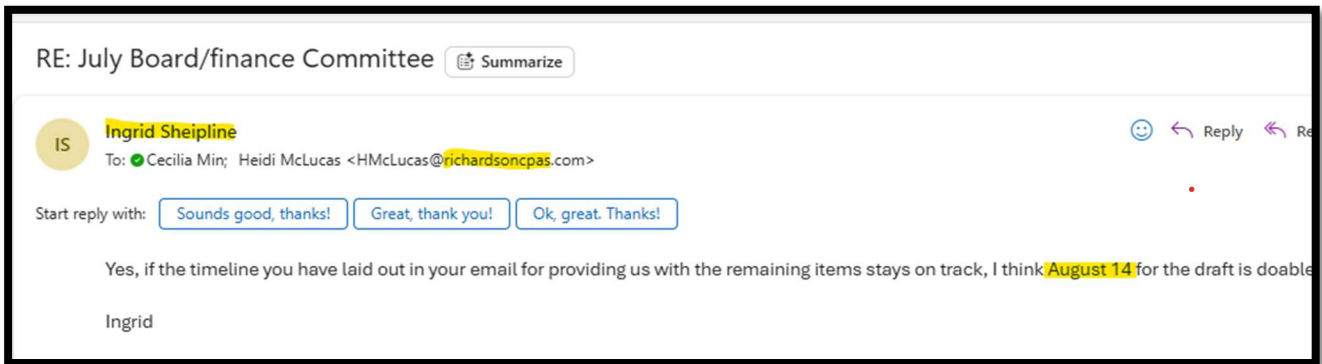 RE: July Board/finance Committee Summarize
IS
Ingrid Sheipline
Reply
To: Cecilia Min; Heidi McLucas <HMcLucas@richardsoncpas.com>
Start reply with: Sounds good, thanks! Great, thank you! Ok, great. Thanks!
Yes, if the timeline you have laid out in your email for providing us with the remaining items stays on track, I think August 14 for the draft is doable
Ingrid